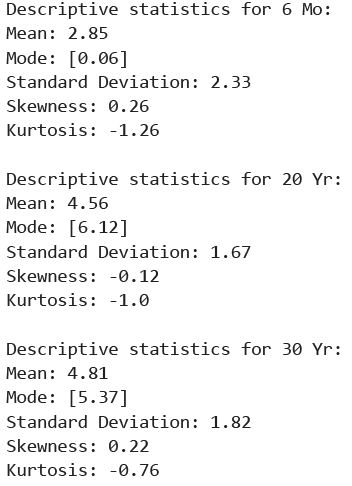 Descriptive statistics for 6 Mo:
Mean: 2.85
Mode: [0.06]
Standard Deviation: 2.33
Skewness: 0.26
Kurtosis: -1.26
Descriptive statistics for 20 Yr:
Mean: 4.56
Mode: [6.12]
Standard Deviation: 1.67
Skewness: -0.12
Kurtosis: -1.0
Descriptive statistics for 30 Yr:
Mean: 4.81
Mode: [5.37]
Standard Deviation: 1.82
Skewness: 0.22
Kurtosis: -0.76